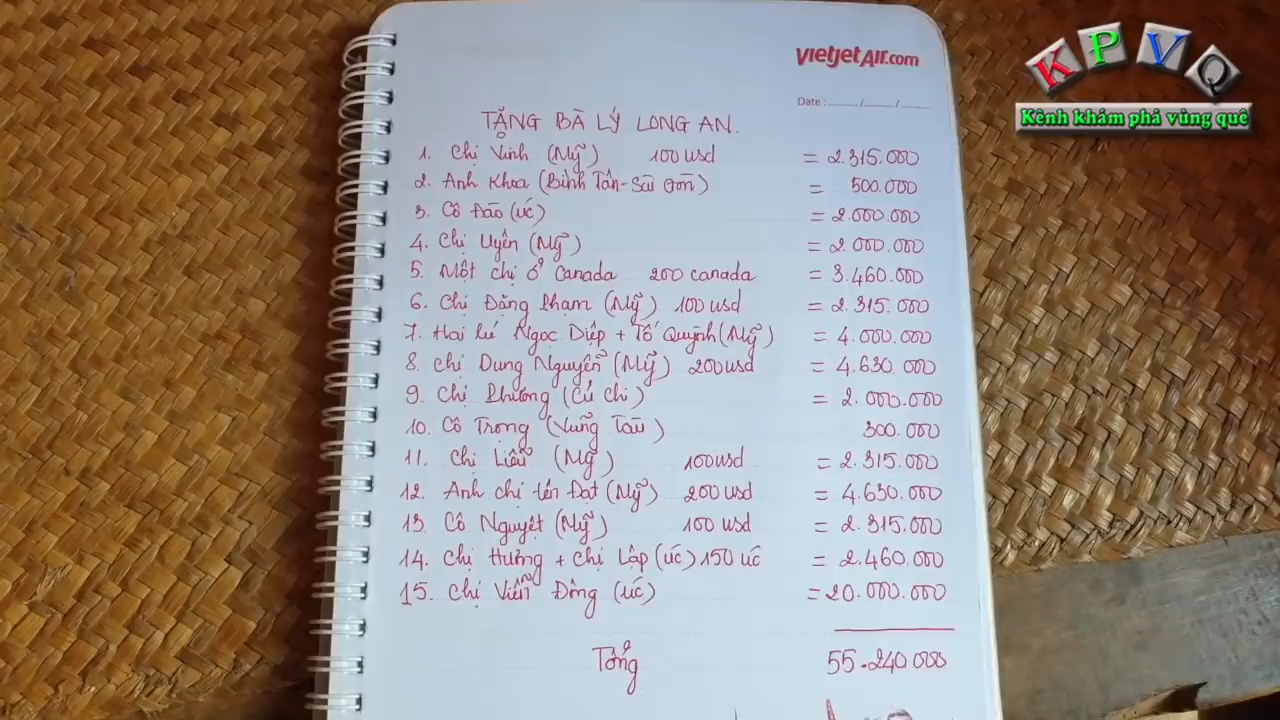 K P V Q
Kênh khám phá vùng quê
vietjetAir.com
Date : ........../........../..........
TẶNG BÀ LÝ LONG AN.
1. Chị Vinh (Mỹ) 100 usd = 2.315.000
2. Anh Khoa (Bình Tân - Sài Gòn) = 500.000
3. Cô Đào (Úc) = 2.000.000
4. Chị Uyên (Mỹ) = 2.000.000
5. Một chị ở Canada 200 canada = 3.460.000
6. Chị Đặng Phạm (Mỹ) 100 usd = 2.315.000
7. Hai Ngọc Diệp + Tố Quỳnh (Mỹ) = 4.000.000
8. Chị Dung Nguyễn (Mỹ) 200 usd = 4.630.000
9. Chị Phương (Củ Chi) = 2.000.000
10. Cô Trọng (Vũng Tàu) 300.000
11. Chị Liễu (Mỹ) 100 usd = 2.315.000
12. Anh chị tên Đạt (Mỹ) 200 usd = 4.630.000
13. Cô Nguyệt (Mỹ) 100 usd = 2.315.000
14. Chị Hưởng + Chị Lập (Úc) 150 Úc = 2.460.000
15. Chị Viễn Đông (Úc) = 20.000.000
Tổng 55.240.000